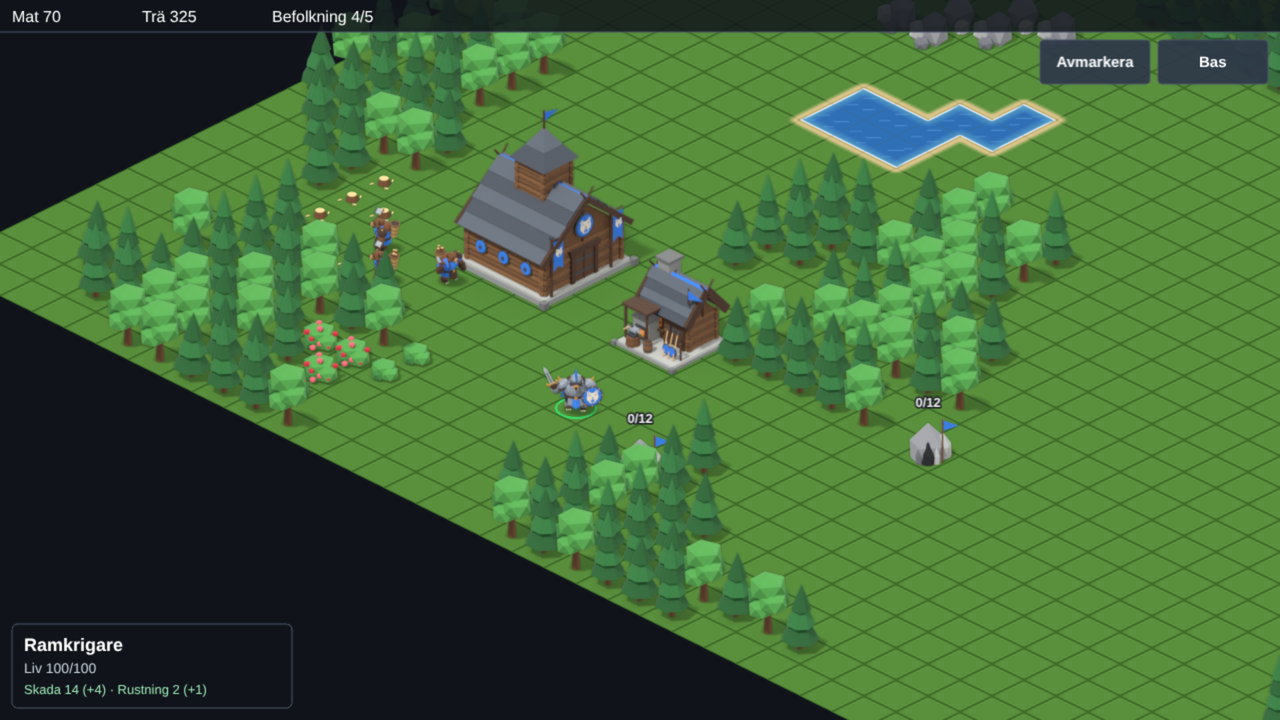 Mat 70 Trä 325 Befolkning 4/5
Avmarkera Bas
0/12
0/12
Ramkrigare
Liv 100/100
Skada 14 (+4) · Rustning 2 (+1)